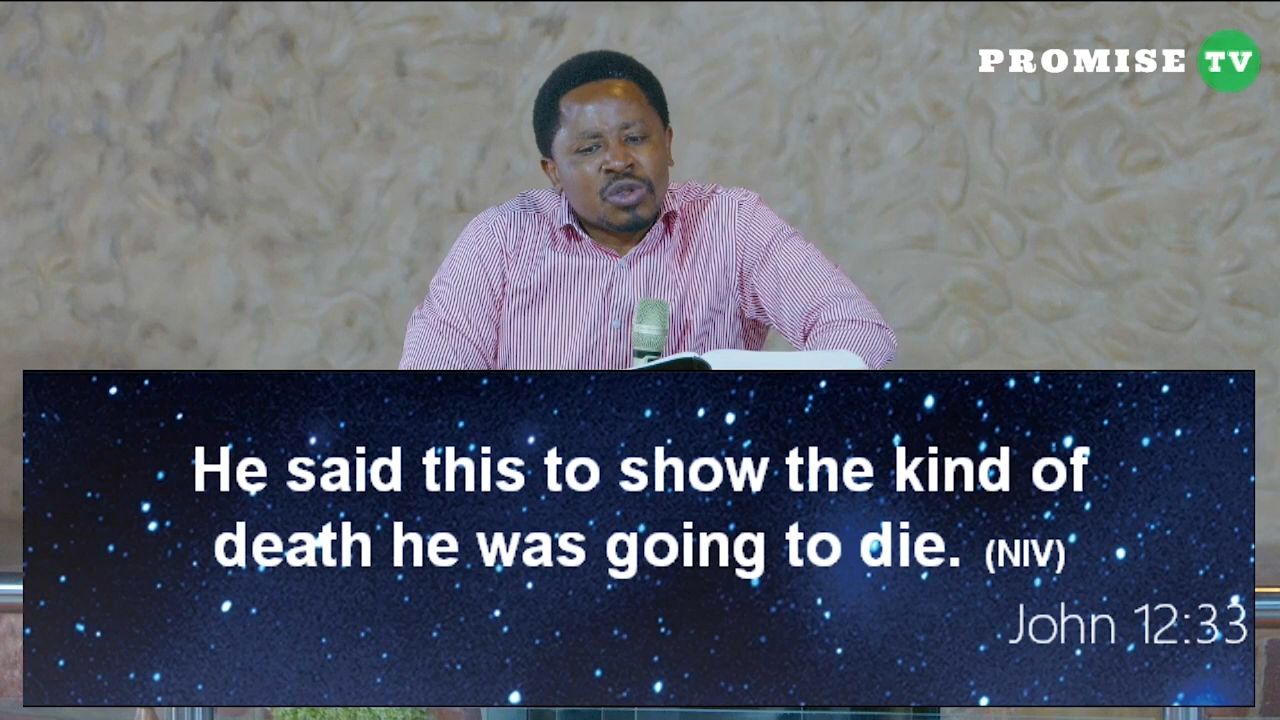 PROMISE TV
He said this to show the kind of
death he was going to die. (NIV)
John 12:33